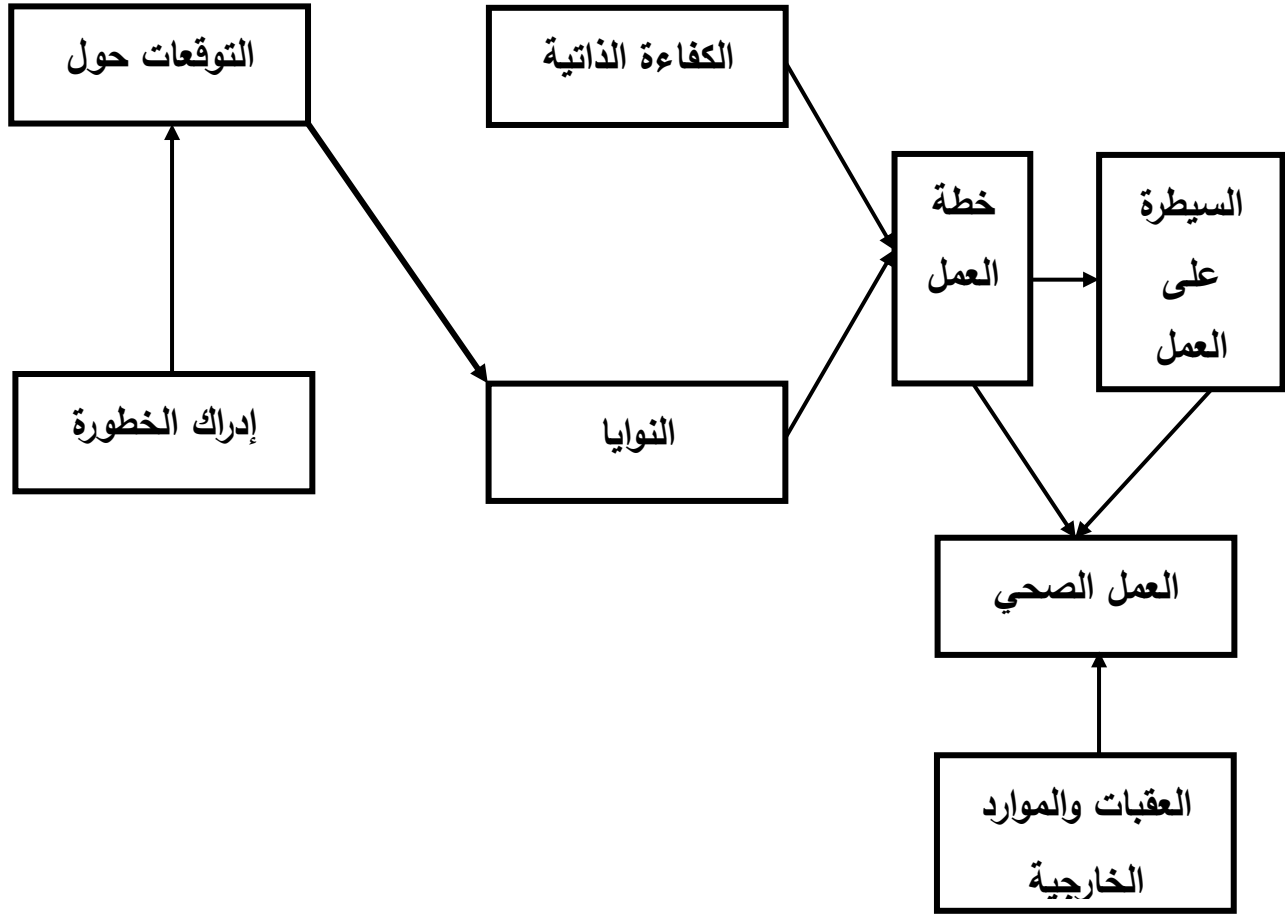 التوقعات حول
الكفاءة الذاتية
خطة
العمل
السيطرة
على
العمل
إدراك الخطورة
النوايا
العمل الصحي
العقبات والموارد
الخارجية